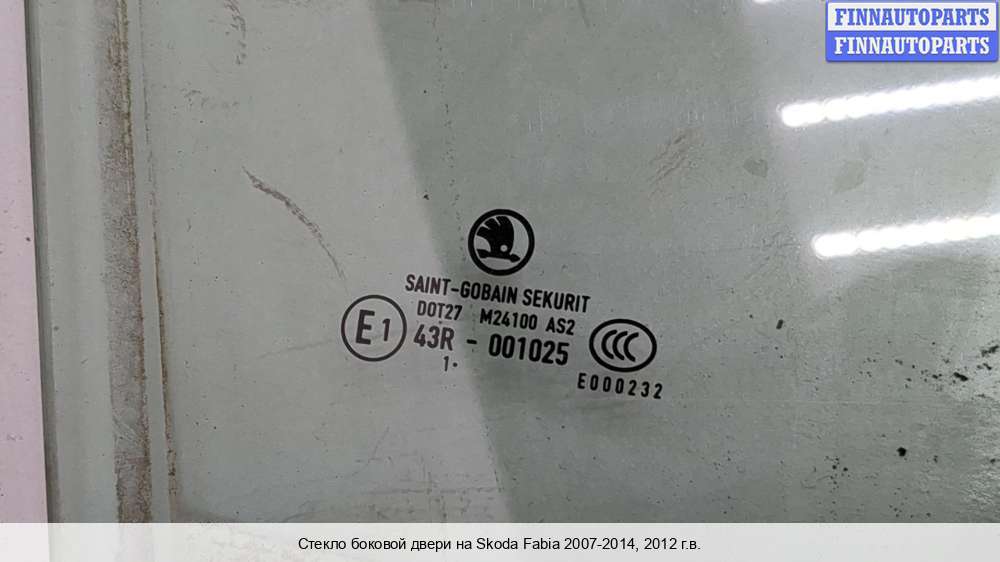 FINNAUTOPARTS
FINNAUTOPARTS
SAINT-GOBAIN SEKURIT
DOT27 M24100 AS2
E1 43R - 001025 CCC
1·
E000232
Стекло боковой двери на Skoda Fabia 2007-2014, 2012 г.в.